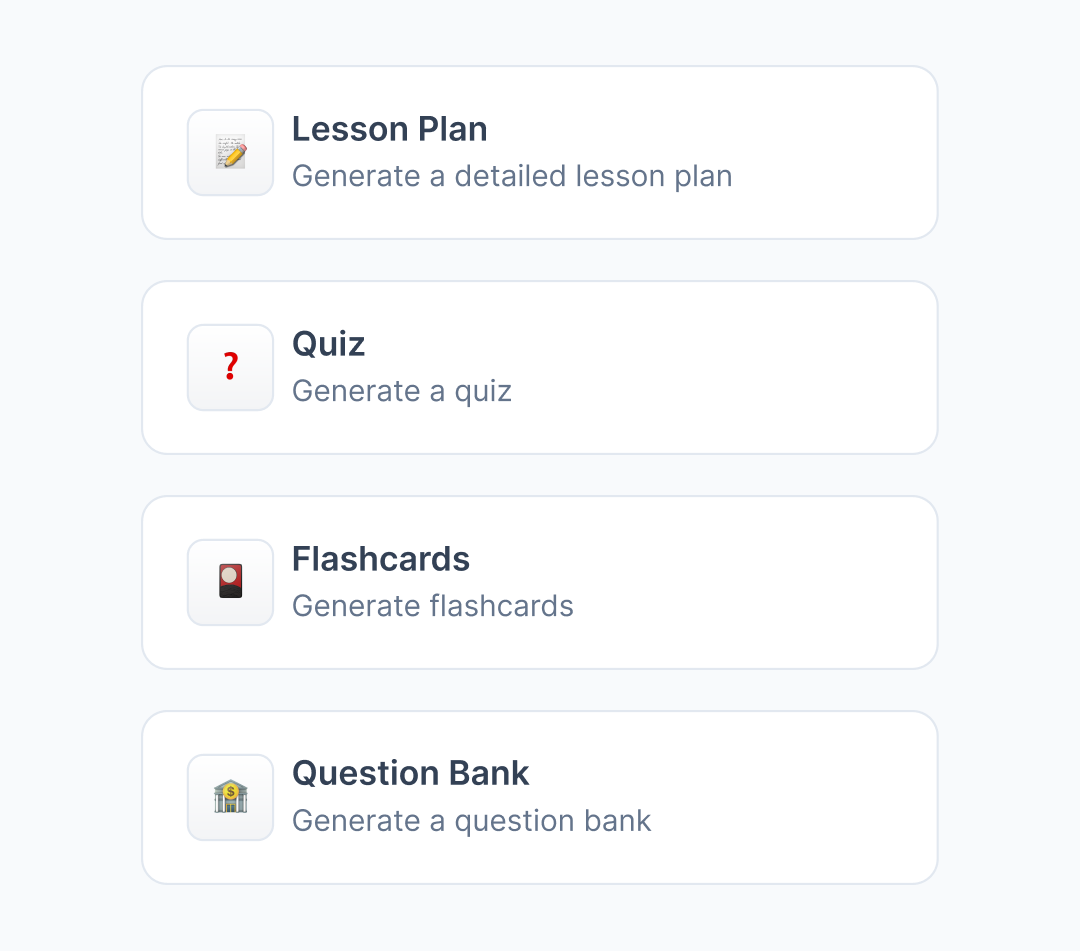 Lesson Plan
Generate a detailed lesson plan
Quiz
Generate a quiz
Flashcards
Generate flashcards
Question Bank
Generate a question bank